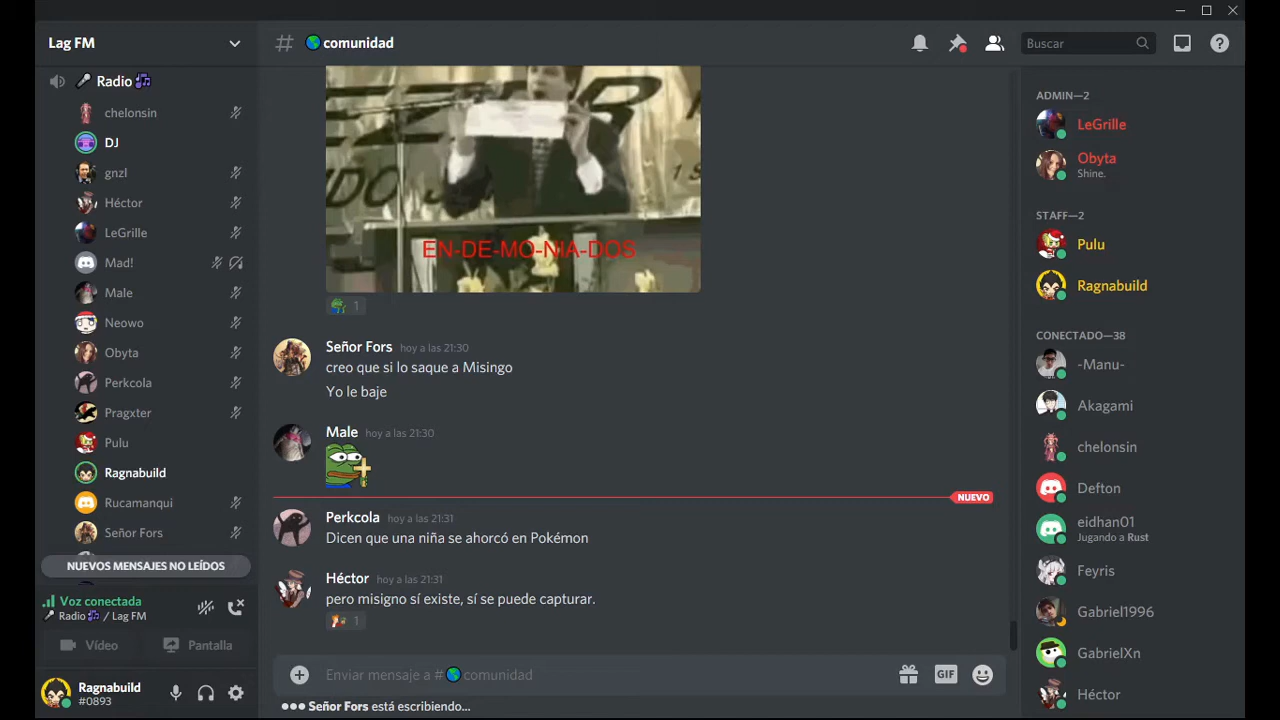 Lag FM
Radio
chelonsin
DJ
gnzl
Héctor
LeGrille
Mad!
Male
Neowo
Obyta
Perkcola
Pragxter
Pulu
Ragnabuild
Rucamanqui
Señor Fors
NUEVOS MENSAJES NO LEÍDOS
Voz conectada
Radio / Lag FM
Vídeo
Pantalla
Ragnabuild
#0893
comunidad
Buscar
EN-DE-MO-NIA-DOS
1
Señor Fors hoy a las 21:30
creo que si lo saque a Misingo
Yo le baje
Male hoy a las 21:30
NUEVO
Perkcola hoy a las 21:31
Dicen que una niña se ahorcó en Pokémon
Héctor hoy a las 21:31
pero misigno sí existe, sí se puede capturar.
1
Enviar mensaje a # comunidad
GIF
Señor Fors está escribiendo...
ADMIN—2
LeGrille
Obyta
Shine.
STAFF—2
Pulu
Ragnabuild
CONECTADO—38
-Manu-
Akagami
chelonsin
Defton
eidhan01
Jugando a Rust
Feyris
Gabriel1996
GabrielXn
Héctor